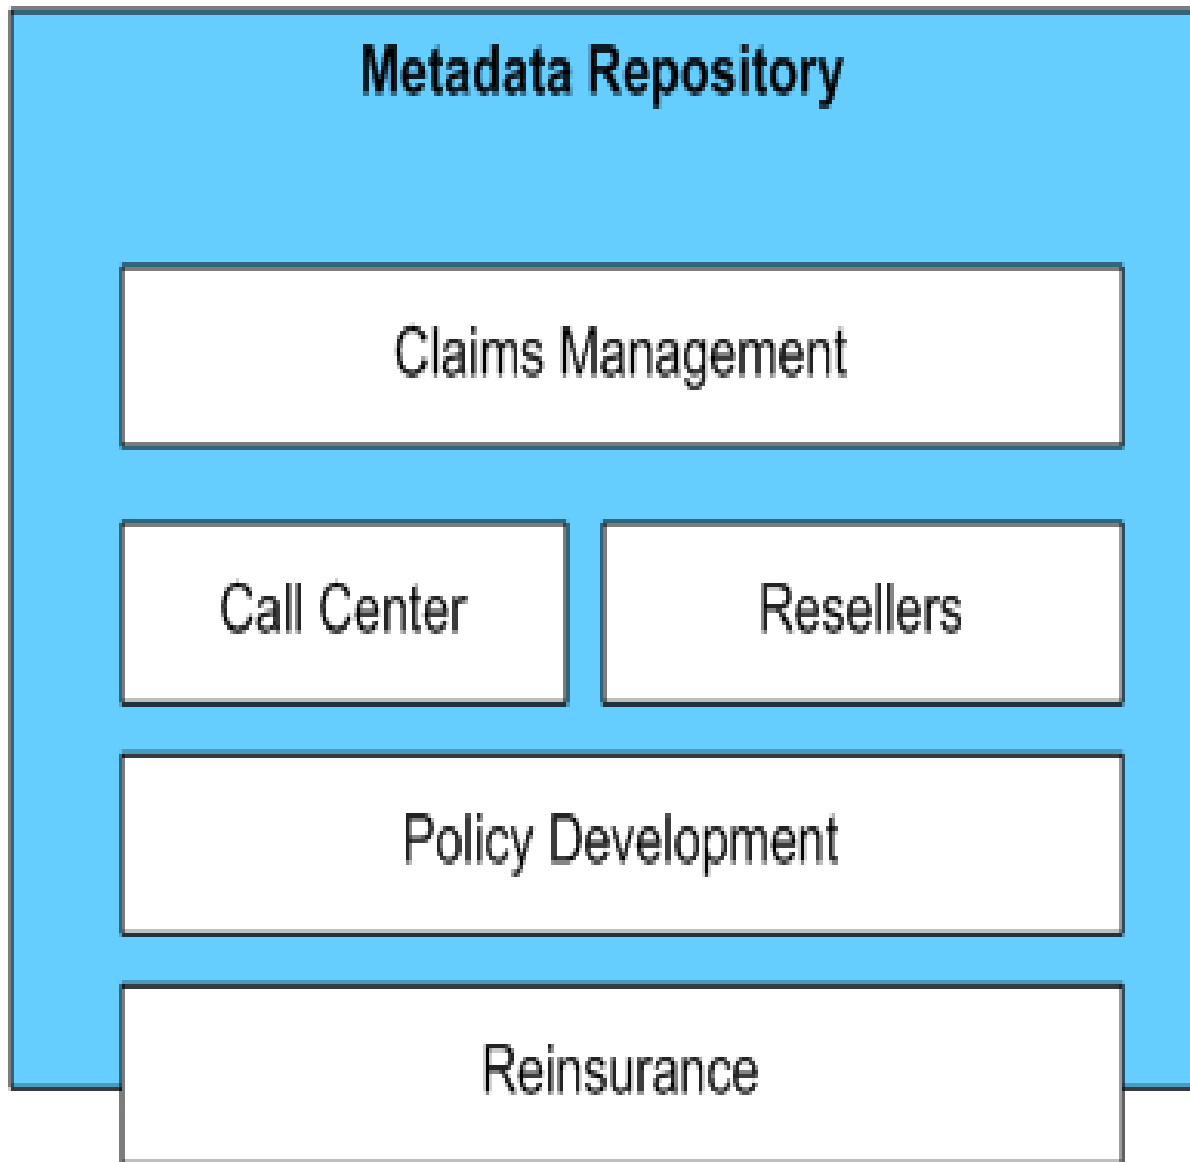 Metadata Repository
Claims Management
Call Center
Resellers
Policy Development
Reinsurance